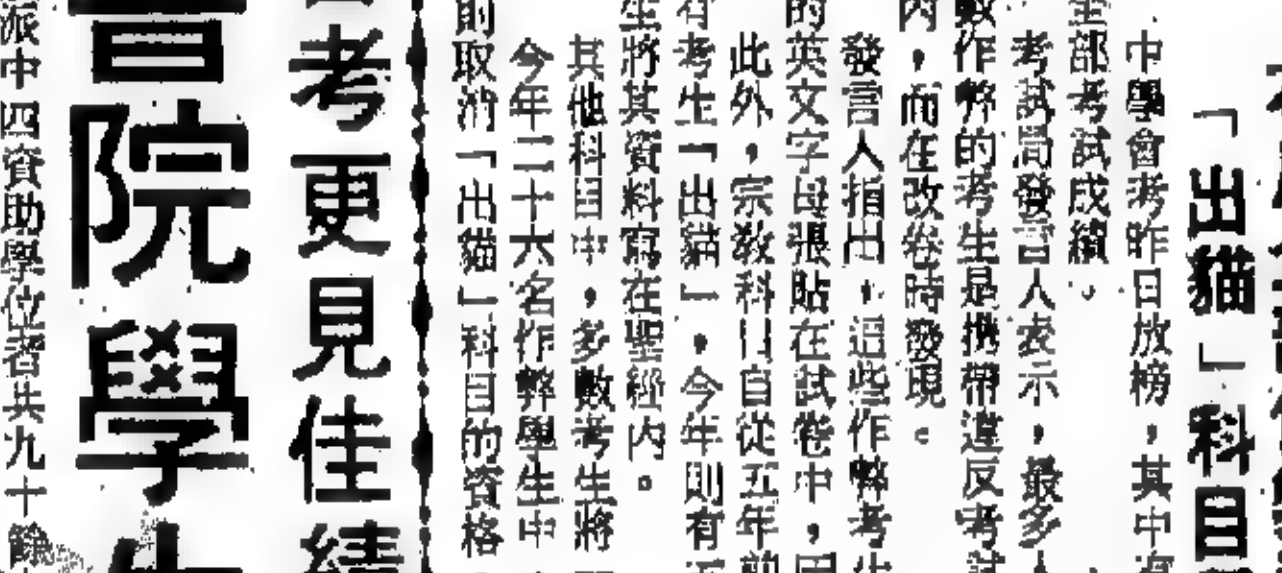 「出貓」科目
中學會考昨日放榜，其中
全部考試成績。
考試局發言人表示，最多人
數作弊的考生是携帶違反考試
內，而在改卷時發現。
發言人指出，這些作弊考生
的英文字母張貼在試卷中，因
此外，宗教科目自從五年前
有考生「出貓」，今年則有
生將其資料寫在聖經內。
其他科目中，多數考生將
今年二十六名作弊學生中
則取消「出貓」科目的資格
考更見佳績
音院學生
派中四資助學位者共九十餘